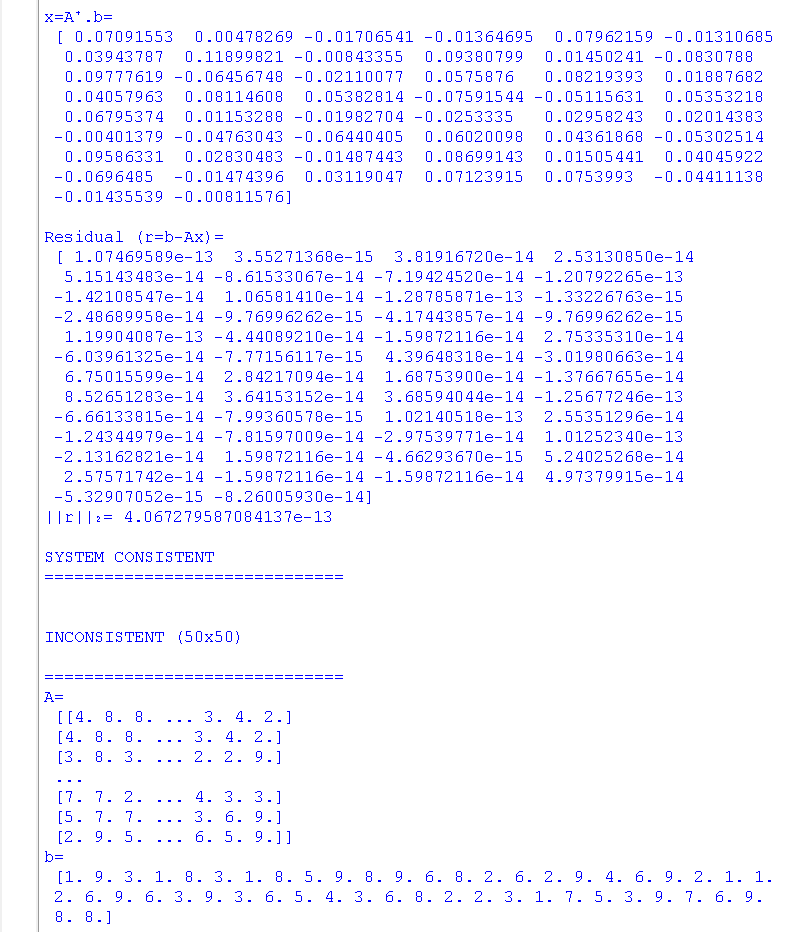 x=A⁺.b=
[ 0.07091553 0.00478269 -0.01706541 -0.01364695 0.07962159 -0.01310685
0.03943787 0.11899821 -0.00843355 0.09380799 0.01450241 -0.0830788
0.09777619 -0.06456748 -0.02110077 0.0575876 0.08219393 0.01887682
0.04057963 0.08114608 0.05382814 -0.07591544 -0.05115631 0.05353218
0.06795374 0.01153288 -0.01982704 -0.0253335 0.02958243 0.02014383
-0.00401379 -0.04763043 -0.06440405 0.06020098 0.04361868 -0.05302514
0.09586331 0.02830483 -0.01487443 0.08699143 0.01505441 0.04045922
-0.0696485 -0.01474396 0.03119047 0.07123915 0.0753993 -0.04411138
-0.01435539 -0.00811576]
Residual (r=b-Ax)=
[ 1.07469589e-13 3.55271368e-15 3.81916720e-14 2.53130850e-14
5.15143483e-14 -8.61533067e-14 -7.19424520e-14 -1.20792265e-13
-1.42108547e-14 1.06581410e-14 -1.28785871e-13 -1.33226763e-15
-2.48689958e-14 -9.76996262e-15 -4.17443857e-14 -9.76996262e-15
1.19904087e-13 -4.44089210e-14 -1.59872116e-14 2.75335310e-14
-6.03961325e-14 -7.77156117e-15 4.39648318e-14 -3.01980663e-14
6.75015599e-14 2.84217094e-14 1.68753900e-14 -1.37667655e-14
8.52651283e-14 3.64153152e-14 3.68594044e-14 -1.25677246e-13
-6.66133815e-14 -7.99360578e-15 1.02140518e-13 2.55351296e-14
-1.24344979e-14 -7.81597009e-14 -2.97539771e-14 1.01252340e-13
-2.13162821e-14 1.59872116e-14 -4.66293670e-15 5.24025268e-14
2.57571742e-14 -1.59872116e-14 -1.59872116e-14 4.97379915e-14
-5.32907052e-15 -8.26005930e-14]
||r||₂= 4.067279587084137e-13
SYSTEM CONSISTENT
==============================
INCONSISTENT (50x50)
==============================
A=
[[4. 8. 8. ... 3. 4. 2.]
[4. 8. 8. ... 3. 4. 2.]
[3. 8. 3. ... 2. 2. 9.]
...
[7. 7. 2. ... 4. 3. 3.]
[5. 7. 7. ... 3. 6. 9.]
[2. 9. 5. ... 6. 5. 9.]]
b=
[1. 9. 3. 1. 8. 3. 1. 8. 5. 9. 8. 9. 6. 8. 2. 6. 2. 9. 4. 6. 9. 2. 1. 1.
2. 6. 9. 6. 3. 9. 3. 6. 5. 4. 3. 6. 8. 2. 2. 3. 1. 7. 5. 3. 9. 7. 6. 9.
8. 8.]